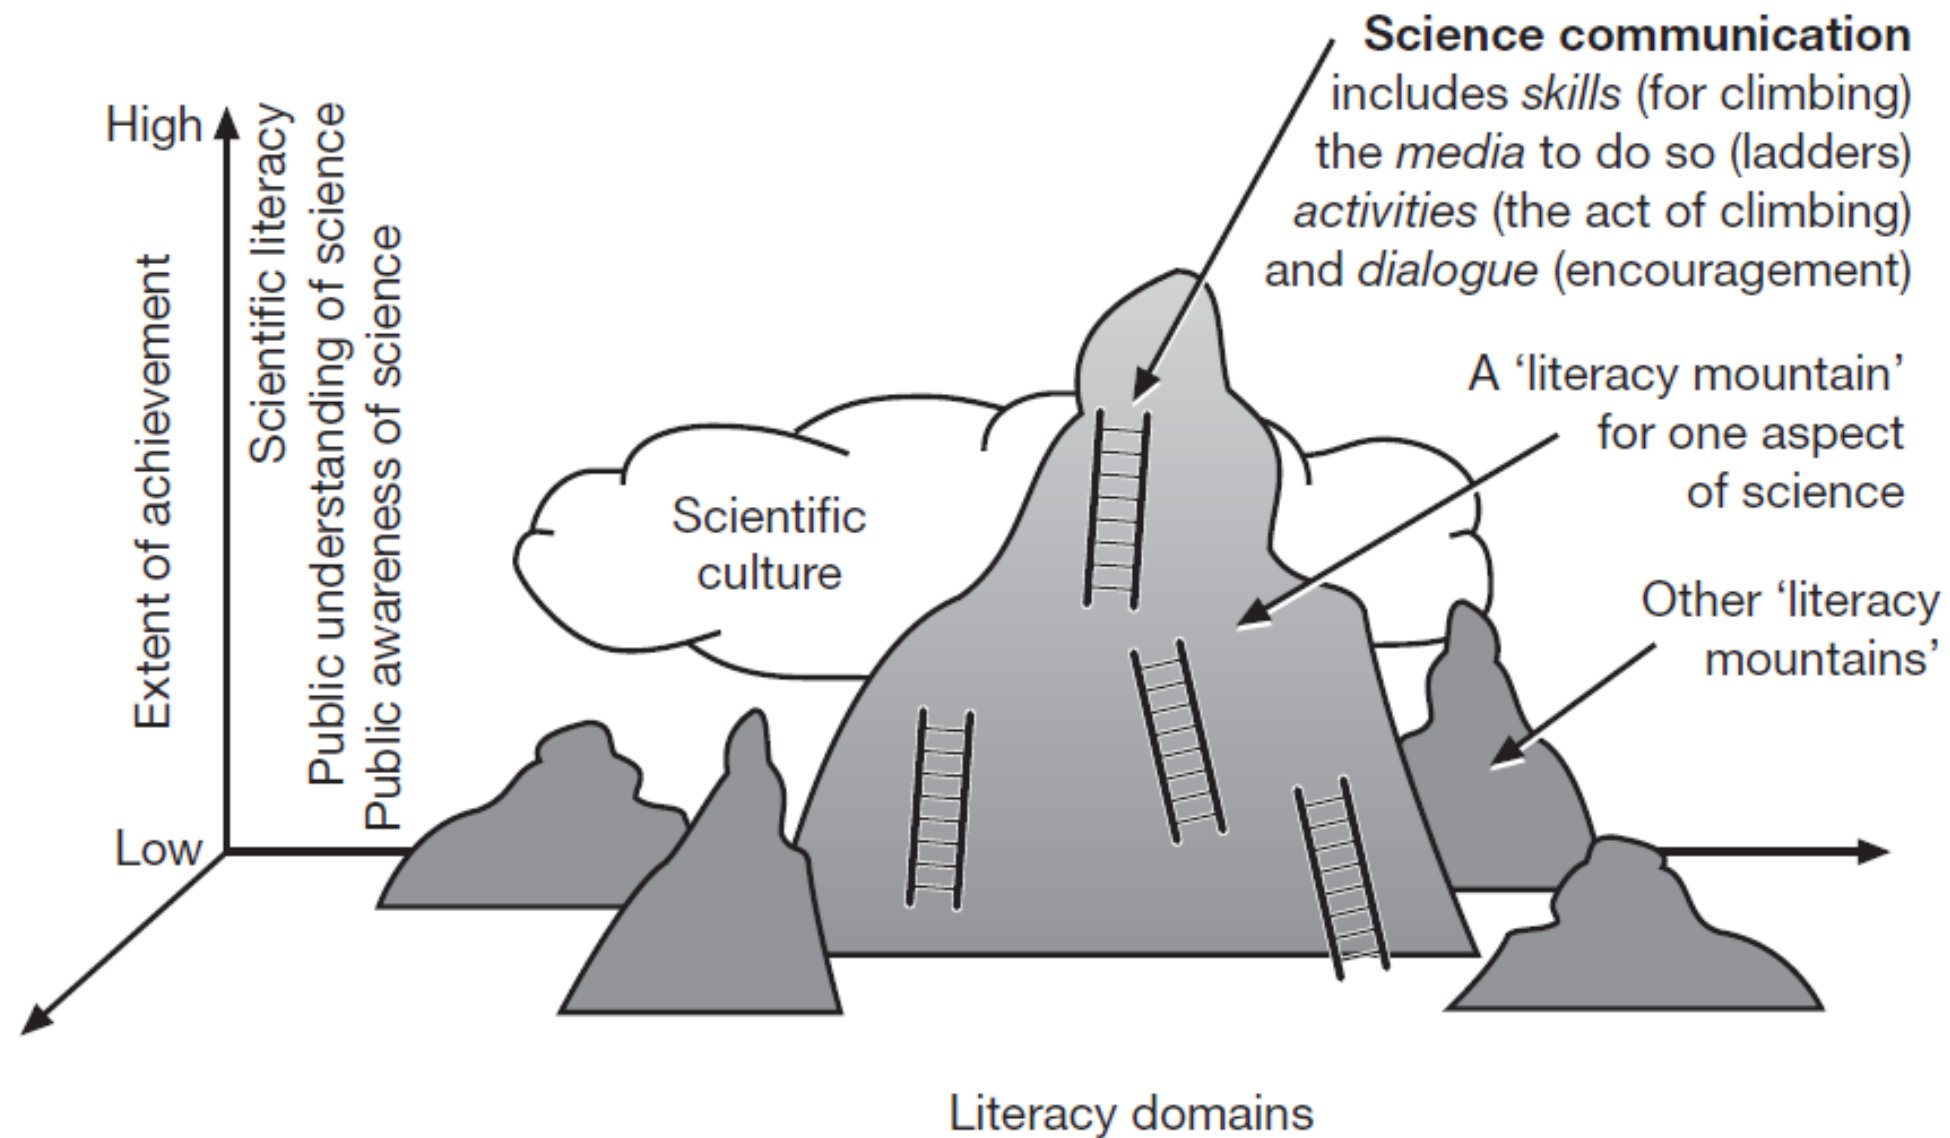 Science communication
includes skills (for climbing)
the media to do so (ladders)
activities (the act of climbing)
and dialogue (encouragement)
High
Low
Extent of achievement
Scientific literacy
Public understanding of science
Public awareness of science
Scientific
culture
A ‘literacy mountain’
for one aspect
of science
Other ‘literacy
mountains’
Literacy domains